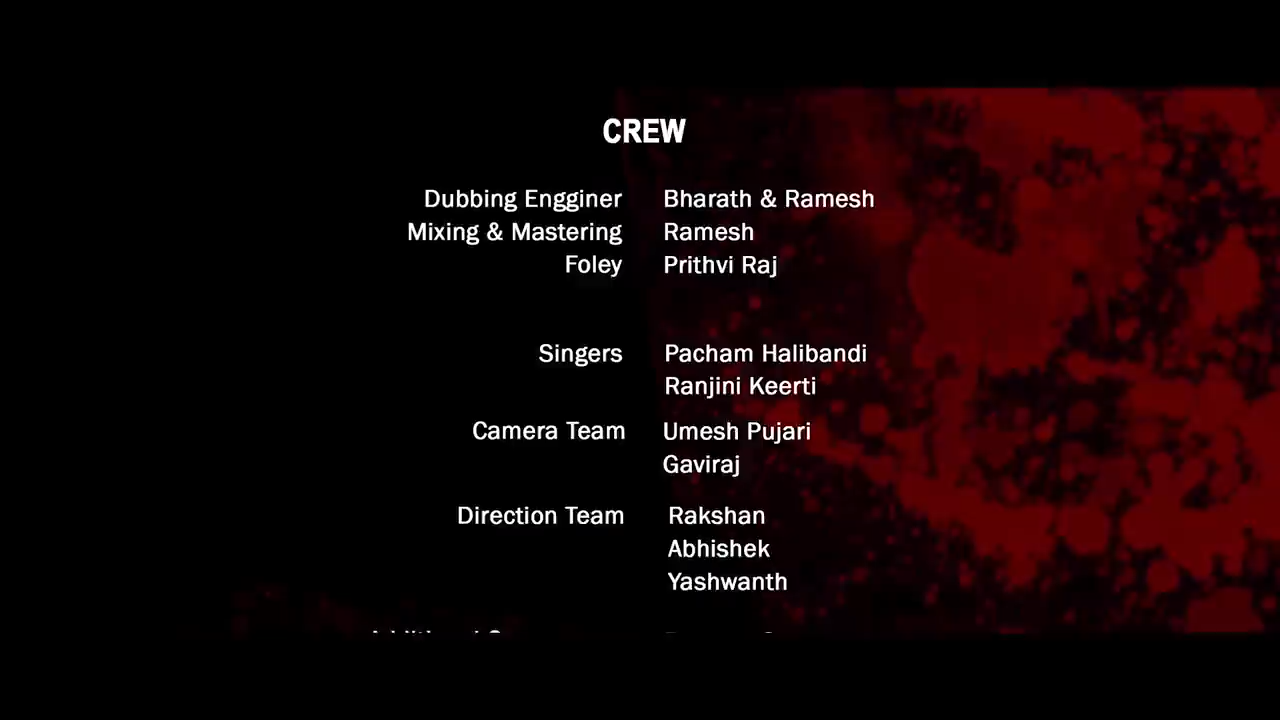 CREW
Dubbing Engginer Bharath & Ramesh
Mixing & Mastering Ramesh
Foley Prithvi Raj
Singers Pacham Halibandi
Ranjini Keerti
Camera Team Umesh Pujari
Gaviraj
Direction Team Rakshan
Abhishek
Yashwanth